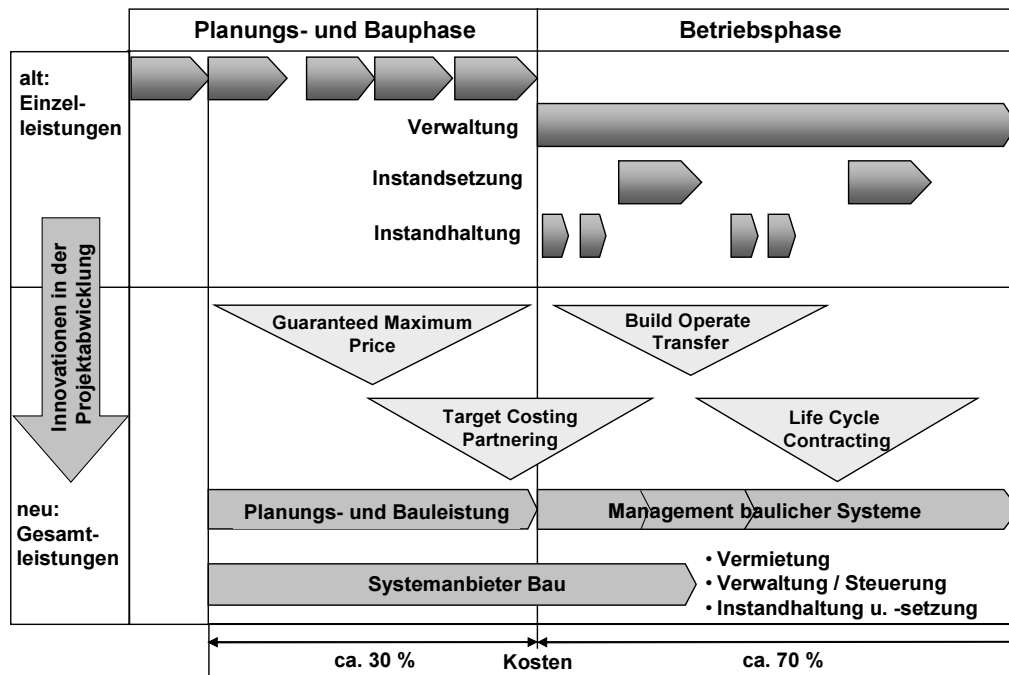 Planungs- und Bauphase
Betriebsphase
alt:
Einzel-
leistungen
Verwaltung
Instandsetzung
Instandhaltung
Innovationen in der
Projektabwicklung
Guaranteed Maximum
Price
Build Operate
Transfer
Target Costing
Partnering
Life Cycle
Contracting
neu:
Gesamt-
leistungen
Planungs- und Bauleistung
Management baulicher Systeme
Systemanbieter Bau
• Vermietung
• Verwaltung / Steuerung
• Instandhaltung u. -setzung
ca. 30 %
Kosten
ca. 70 %